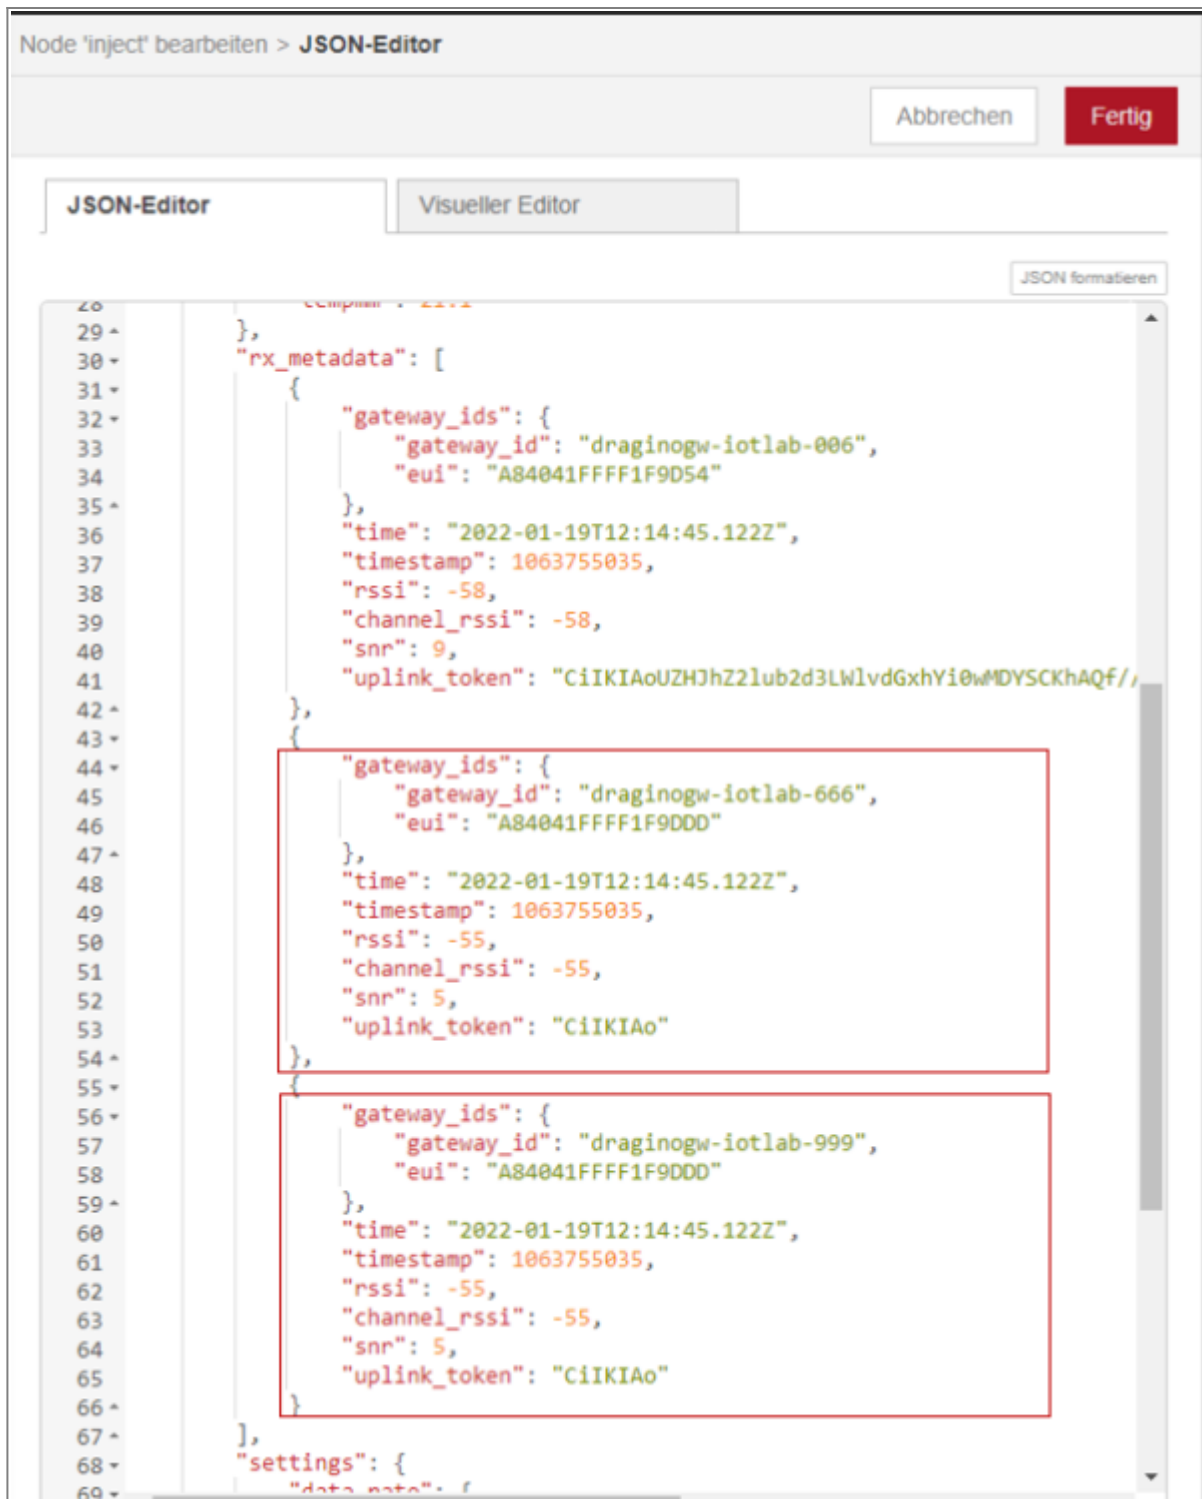 Node 'inject' bearbeiten > JSON-Editor
Abbrechen Fertig
JSON-Editor Visueller Editor
JSON formatieren
28 : 21.1
29 },
30 "rx_metadata": [
31 {
32 "gateway_ids": {
33 "gateway_id": "draginogw-iotlab-006",
34 "eui": "A84041FFFF1F9D54"
35 },
36 "time": "2022-01-19T12:14:45.122Z",
37 "timestamp": 1063755035,
38 "rssi": -58,
39 "channel_rssi": -58,
40 "snr": 9,
41 "uplink_token": "CiIKIAoUZHJhZ2lub2d3LWlvdGxhYi0wMDYSCKhAQf//
42 },
43 {
44 "gateway_ids": {
45 "gateway_id": "draginogw-iotlab-666",
46 "eui": "A84041FFFF1F9DDD"
47 },
48 "time": "2022-01-19T12:14:45.122Z",
49 "timestamp": 1063755035,
50 "rssi": -55,
51 "channel_rssi": -55,
52 "snr": 5,
53 "uplink_token": "CiIKIAo"
54 },
55 {
56 "gateway_ids": {
57 "gateway_id": "draginogw-iotlab-999",
58 "eui": "A84041FFFF1F9DDD"
59 },
60 "time": "2022-01-19T12:14:45.122Z",
61 "timestamp": 1063755035,
62 "rssi": -55,
63 "channel_rssi": -55,
64 "snr": 5,
65 "uplink_token": "CiIKIAo"
66 }
67 ],
68 "settings": {
69 "data_rate": {